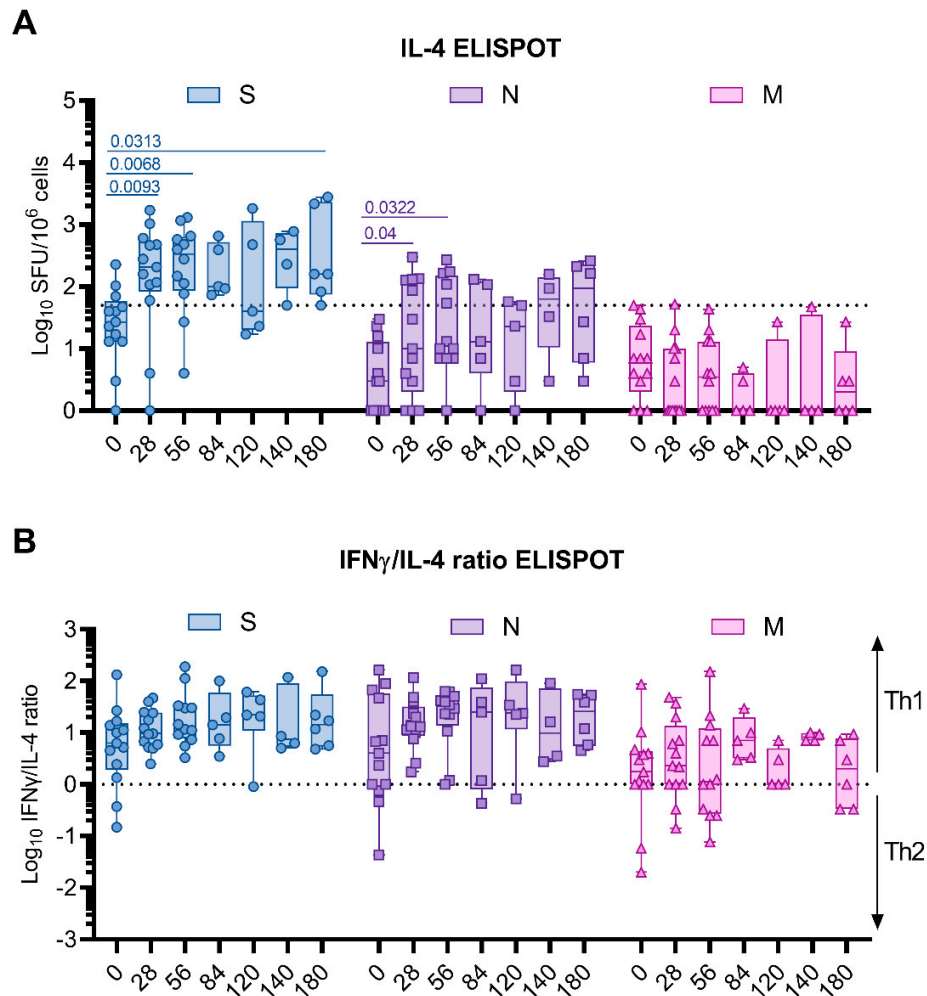 A
IL-4 ELISPOT
S N M
Log10 SFU/10^6 cells
5
4
3
2
1
0
0.0313
0.0068
0.0093
0.0322
0.04
0 28 56 84 120 140 180 0 28 56 84 120 140 180 0 28 56 84 120 140 180
B
IFNγ/IL-4 ratio ELISPOT
S N M
Log10 IFNγ/IL-4 ratio
3
2
1
0
-1
-2
-3
Th1
Th2
0 28 56 84 120 140 180 0 28 56 84 120 140 180 0 28 56 84 120 140 180